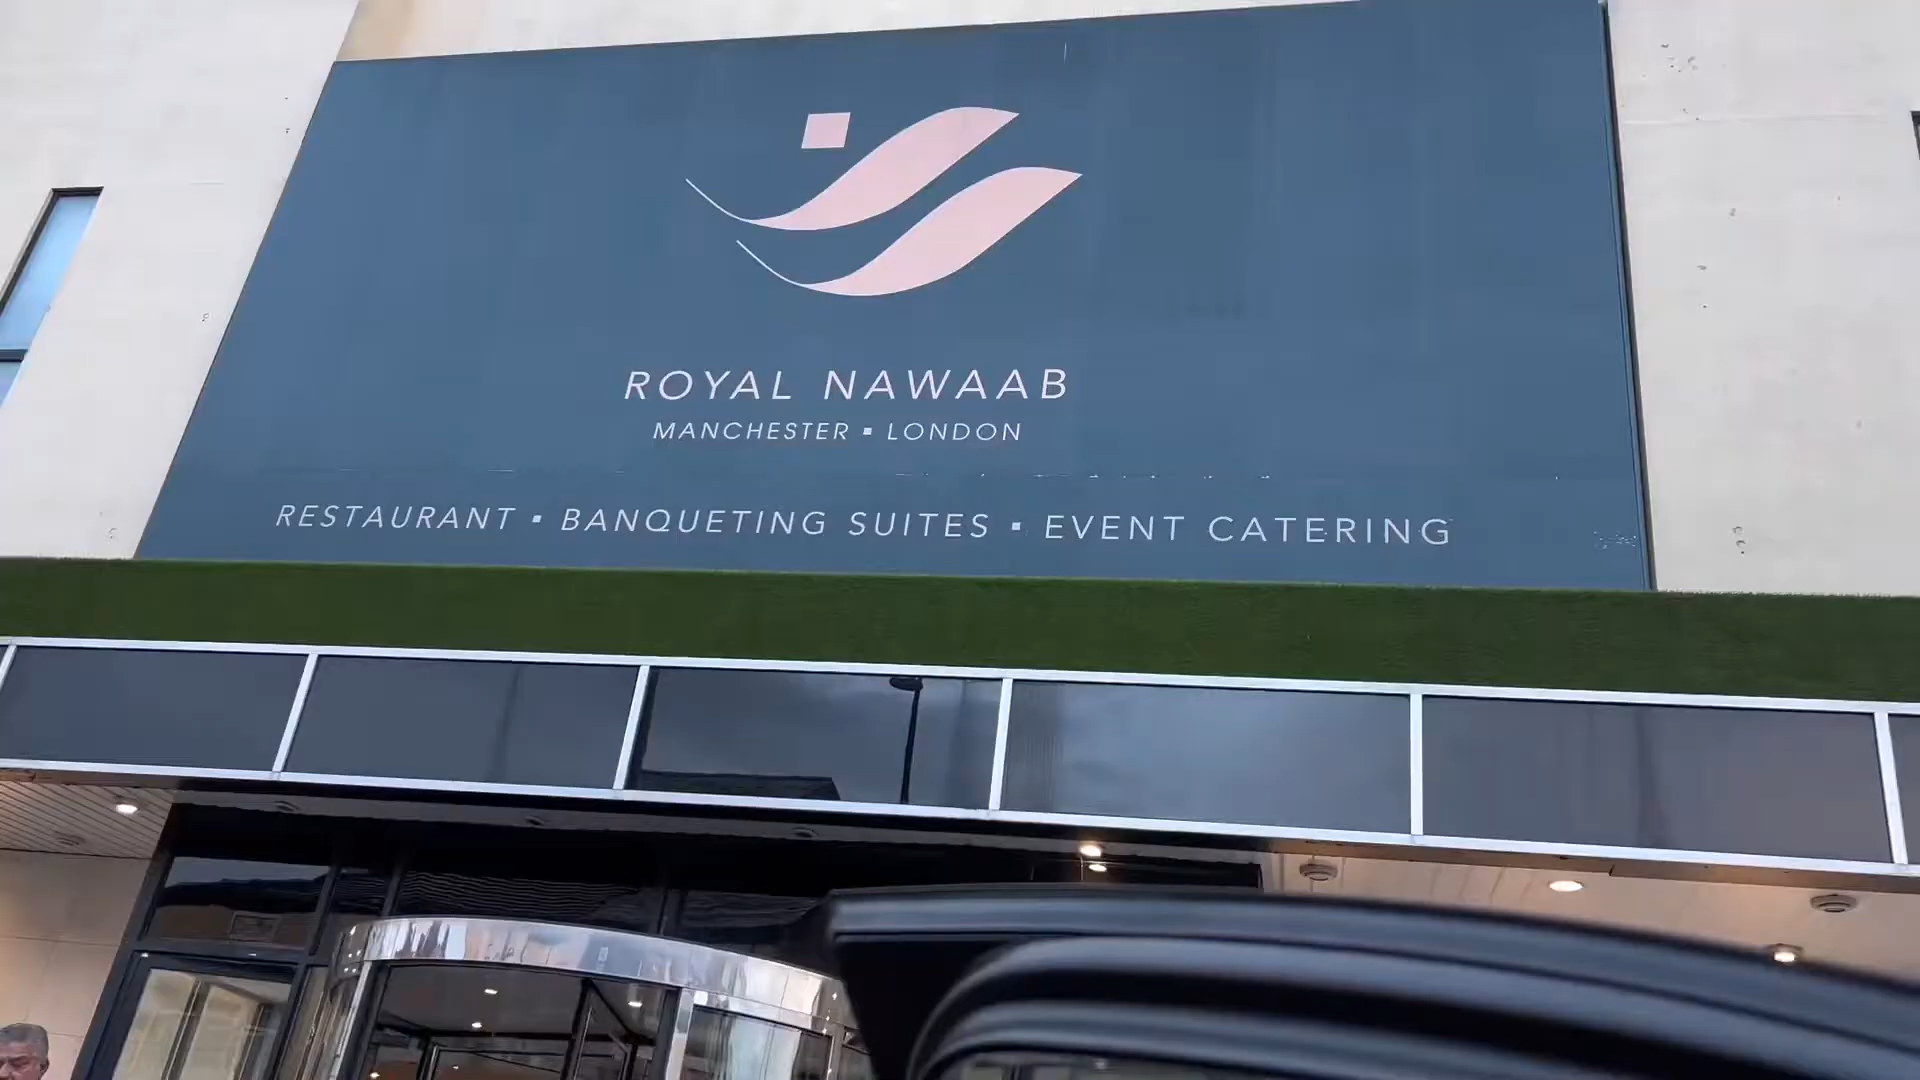 ROYAL NAWAAB
MANCHESTER ▪ LONDON
RESTAURANT ▪ BANQUETING SUITES ▪ EVENT CATERING